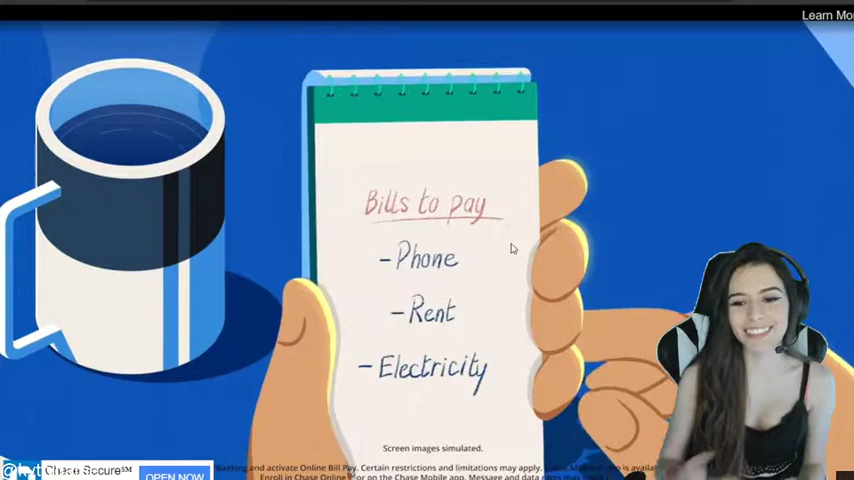 Learn Mor
Bills to pay
-Phone
-Rent
-Electricity
Screen images simulated.
Chase Secure℠
OPEN NOW
Banking and activate Online Bill Pay. Certain restrictions and limitations may apply.
Enroll in Chase Online℠ or on the Chase Mobile app. Message and data rates may apply